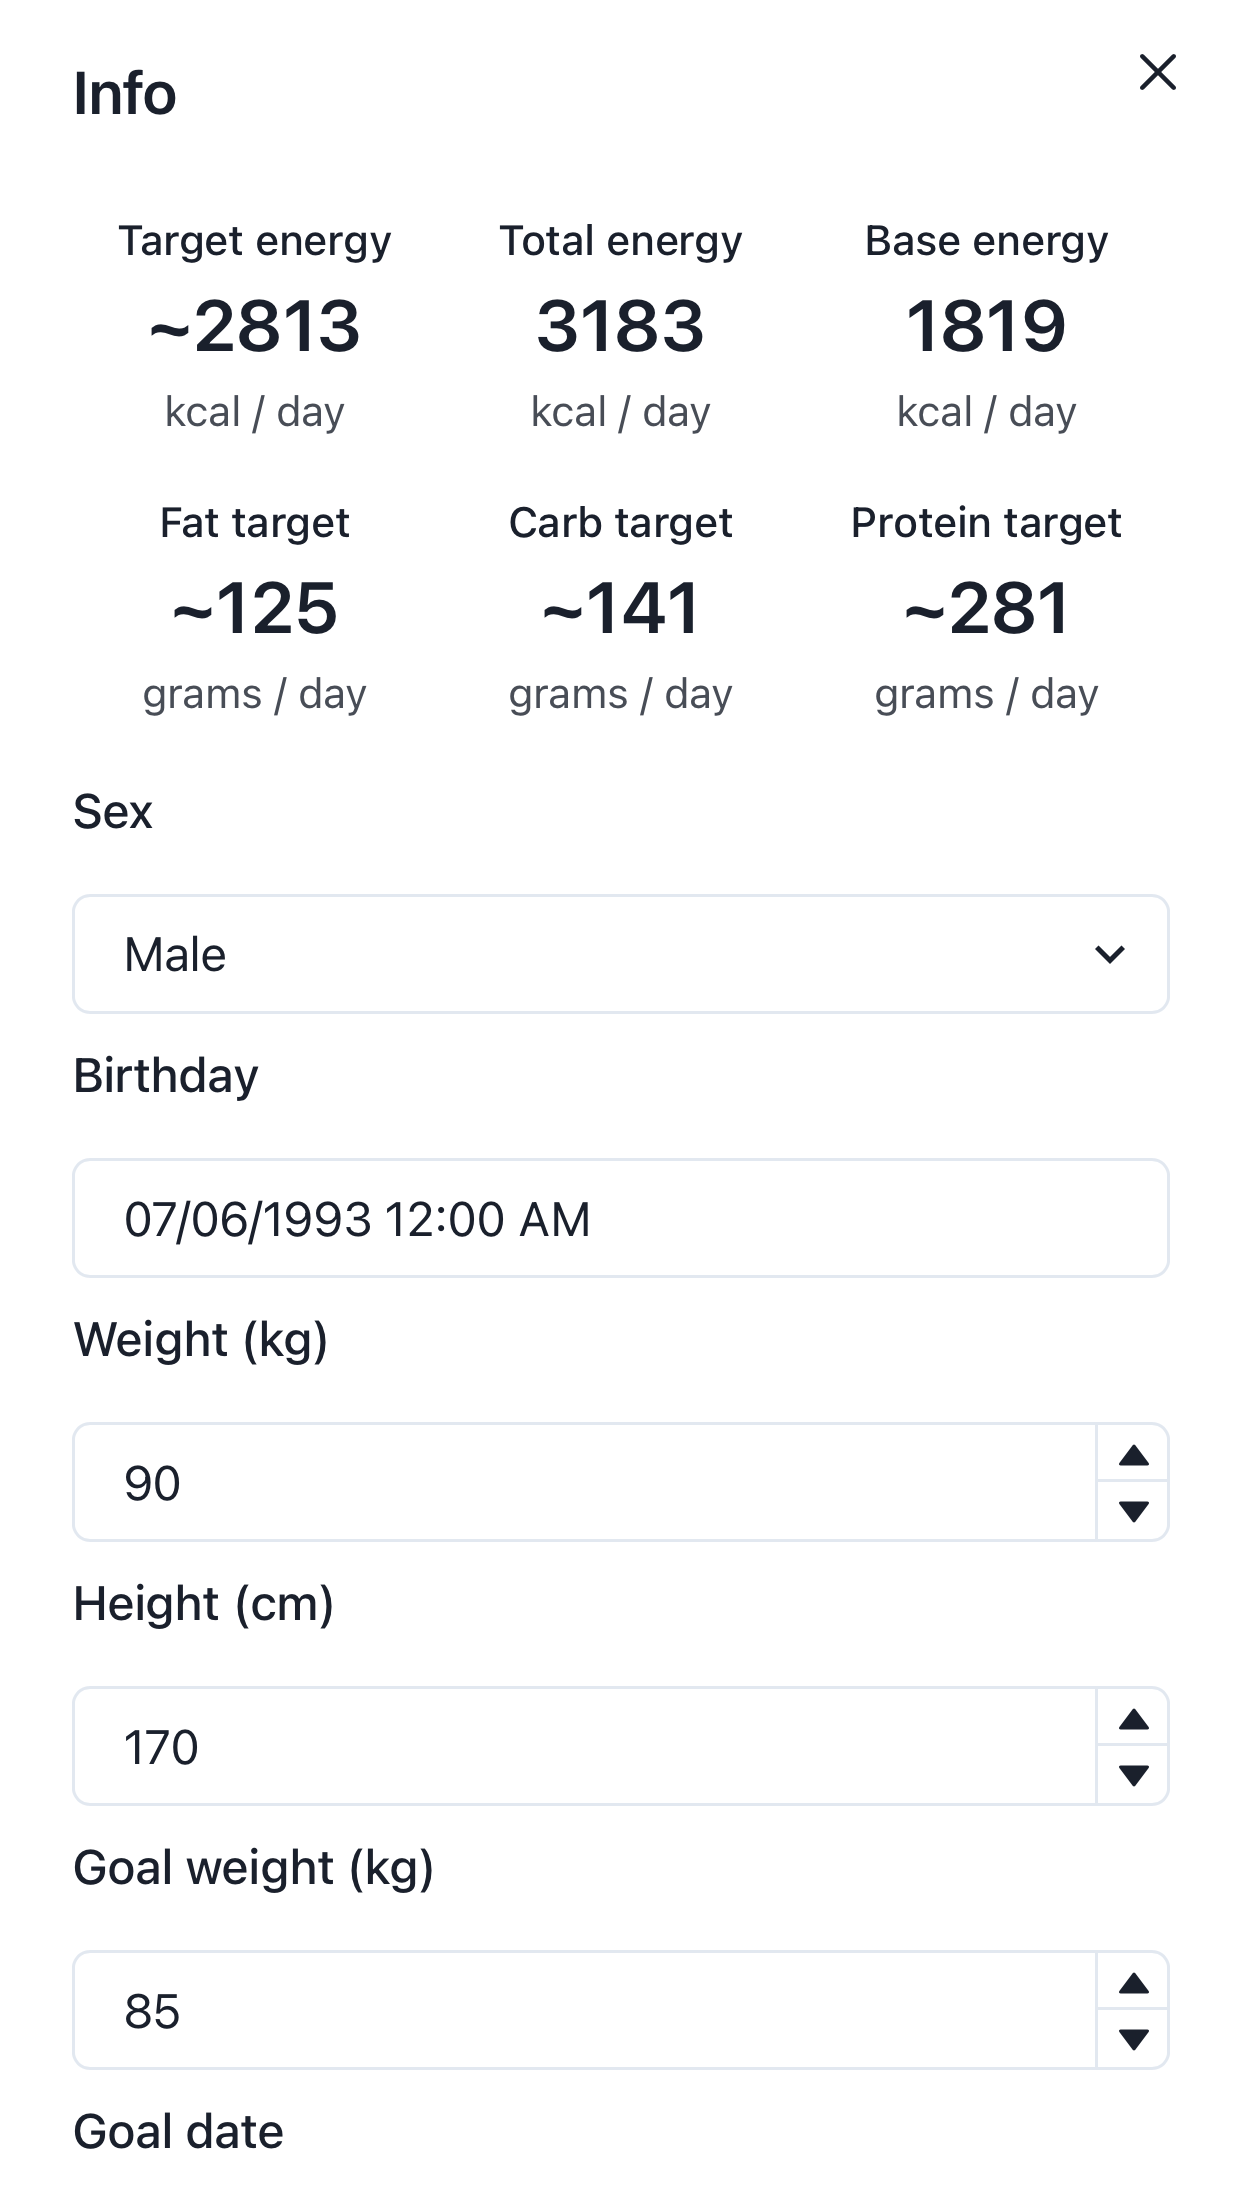 Info
Target energy Total energy Base energy
~2813 3183 1819
kcal / day kcal / day kcal / day
Fat target Carb target Protein target
~125 ~141 ~281
grams / day grams / day grams / day
Sex
Male
Birthday
07/06/1993 12:00 AM
Weight (kg)
90
Height (cm)
170
Goal weight (kg)
85
Goal date